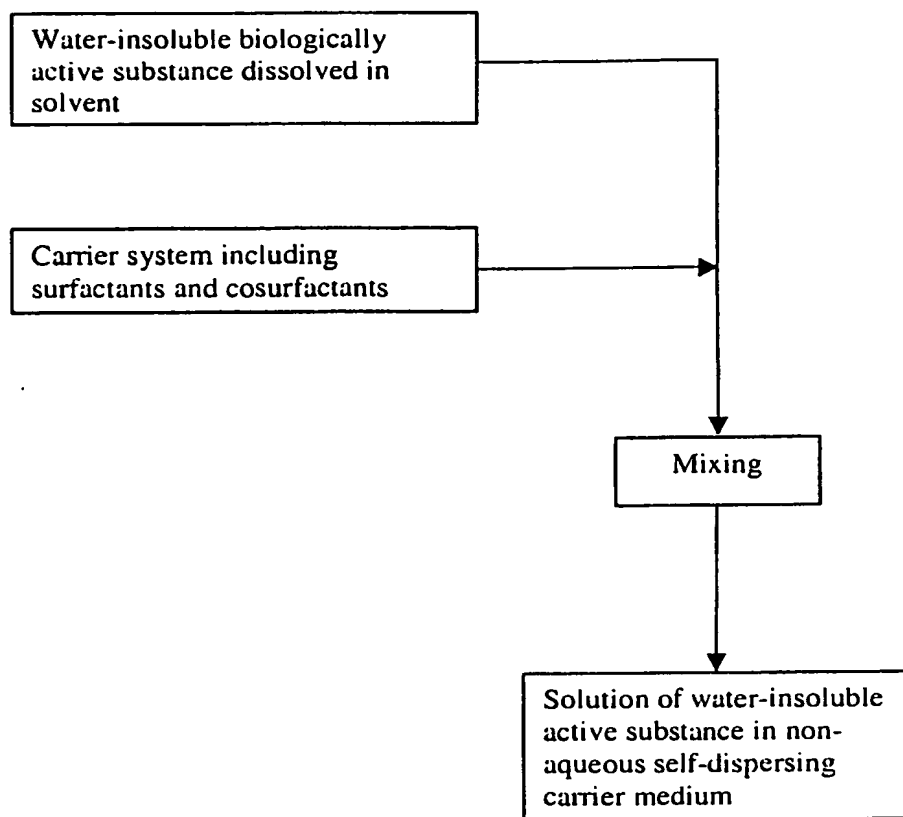 Water-insoluble biologically
active substance dissolved in
solvent
Carrier system including
surfactants and cosurfactants
Mixing
Solution of water-insoluble
active substance in non-
aqueous self-dispersing
carrier medium